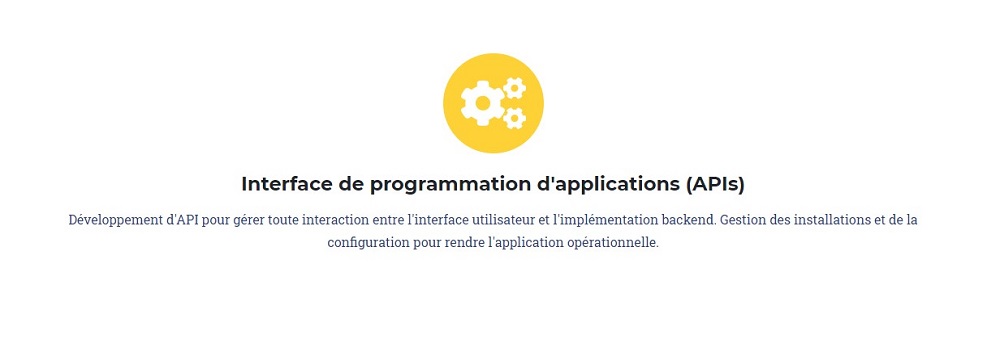 Interface de programmation d'applications (APIs)
Développement d'API pour gérer toute interaction entre l'interface utilisateur et l'implémentation backend. Gestion des installations et de la
configuration pour rendre l'application opérationnelle.